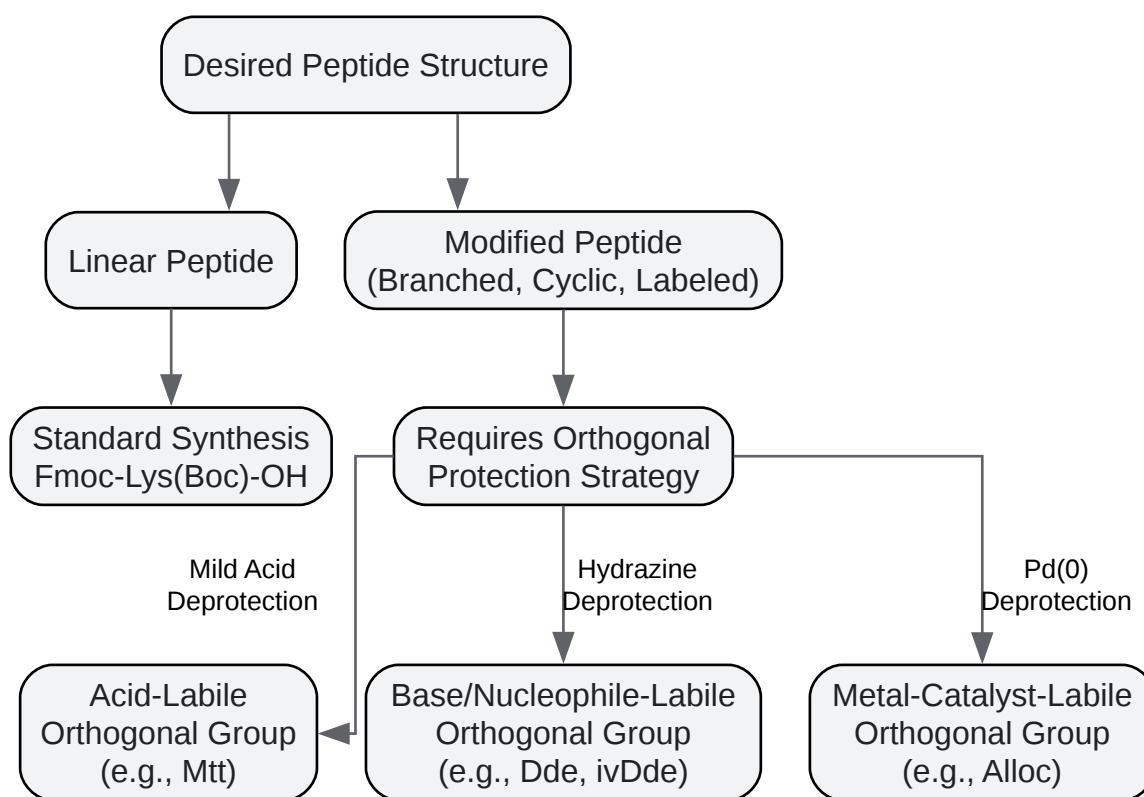 Desired Peptide Structure
Linear Peptide
Modified Peptide
(Branched, Cyclic, Labeled)
Standard Synthesis
Fmoc-Lys(Boc)-OH
Requires Orthogonal
Protection Strategy
Mild Acid
Deprotection
Hydrazine
Deprotection
Pd(0)
Deprotection
Acid-Labile
Orthogonal Group
(e.g., Mtt)
Base/Nucleophile-Labile
Orthogonal Group
(e.g., Dde, ivDde)
Metal-Catalyst-Labile
Orthogonal Group
(e.g., Alloc)